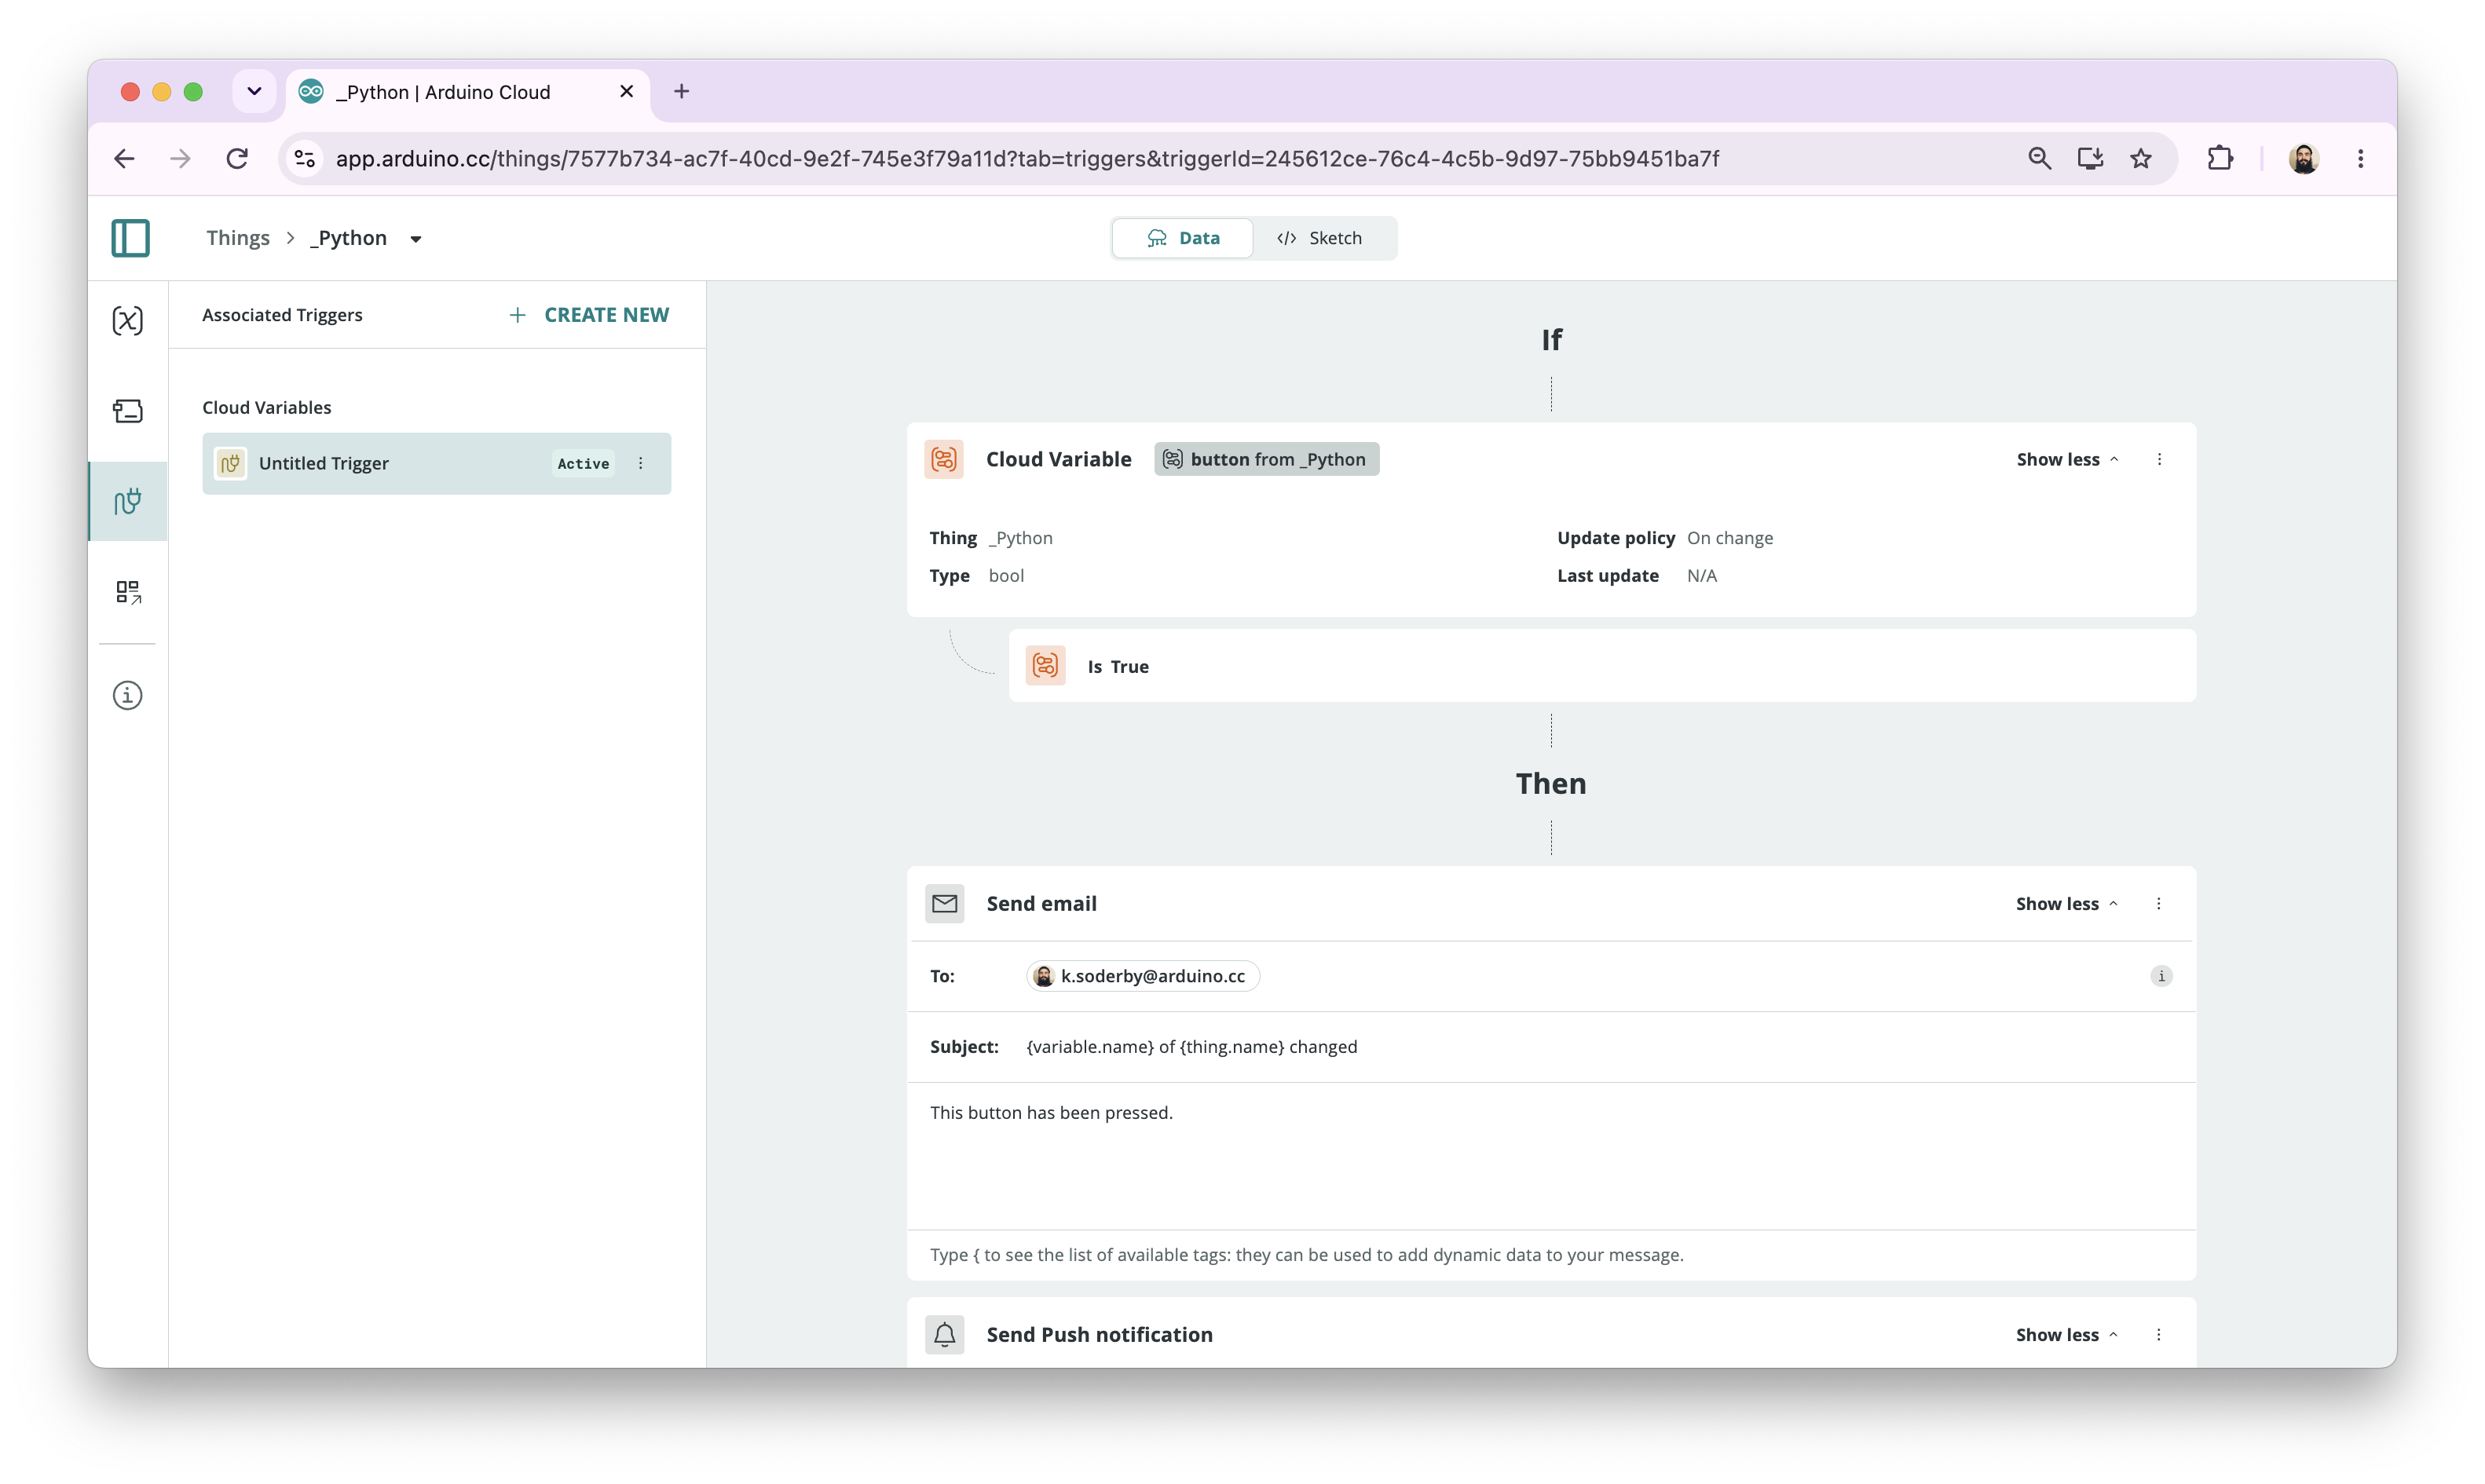 _Python | Arduino Cloud
app.arduino.cc/things/7577b734-ac7f-40cd-9e2f-745e3f79a11d?tab=triggers&triggerId=245612ce-76c4-4c5b-9d97-75bb9451ba7f
Things > _Python
Data
</> Sketch
Associated Triggers
+ CREATE NEW
Cloud Variables
Untitled Trigger Active
If
Cloud Variable button from _Python Show less
Thing _Python Update policy On change
Type bool Last update N/A
Is True
Then
Send email Show less
To: k.soderby@arduino.cc
Subject: {variable.name} of {thing.name} changed
This button has been pressed.
Type { to see the list of available tags: they can be used to add dynamic data to your message.
Send Push notification Show less